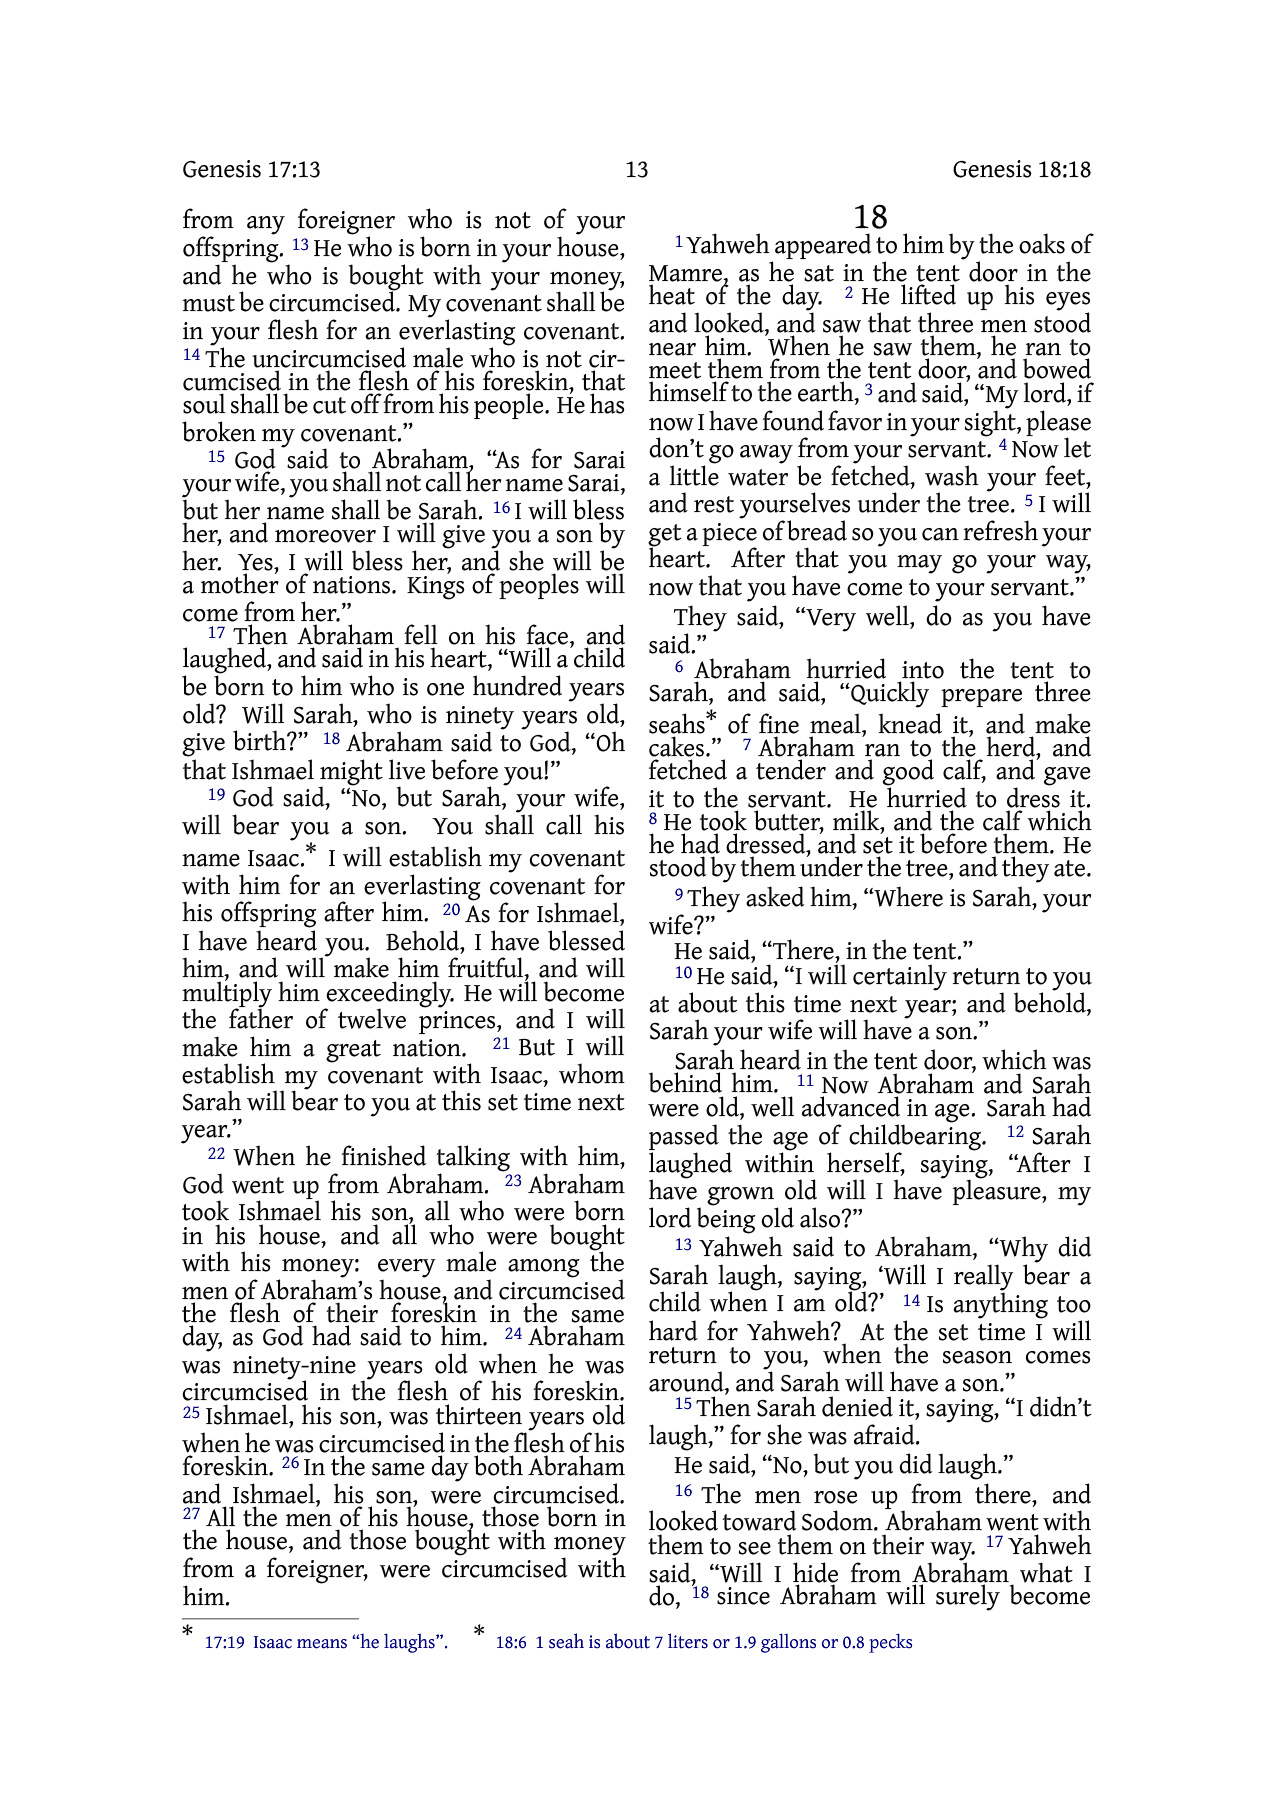 Genesis 17:13 13 Genesis 18:18
from any foreigner who is not of your
offspring. 13 He who is born in your house,
and he who is bought with your money,
must be circumcised. My covenant shall be
in your flesh for an everlasting covenant.
14 The uncircumcised male who is not cir-
cumcised in the flesh of his foreskin, that
soul shall be cut off from his people. He has
broken my covenant.”
15 God said to Abraham, “As for Sarai
your wife, you shall not call her name Sarai,
but her name shall be Sarah. 16 I will bless
her, and moreover I will give you a son by
her. Yes, I will bless her, and she will be
a mother of nations. Kings of peoples will
come from her.”
17 Then Abraham fell on his face, and
laughed, and said in his heart, “Will a child
be born to him who is one hundred years
old? Will Sarah, who is ninety years old,
give birth?” 18 Abraham said to God, “Oh
that Ishmael might live before you!”
19 God said, “No, but Sarah, your wife,
will bear you a son. You shall call his
name Isaac.* I will establish my covenant
with him for an everlasting covenant for
his offspring after him. 20 As for Ishmael,
I have heard you. Behold, I have blessed
him, and will make him fruitful, and will
multiply him exceedingly. He will become
the father of twelve princes, and I will
make him a great nation. 21 But I will
establish my covenant with Isaac, whom
Sarah will bear to you at this set time next
year.”
22 When he finished talking with him,
God went up from Abraham. 23 Abraham
took Ishmael his son, all who were born
in his house, and all who were bought
with his money: every male among the
men of Abraham’s house, and circumcised
the flesh of their foreskin in the same
day, as God had said to him. 24 Abraham
was ninety-nine years old when he was
circumcised in the flesh of his foreskin.
25 Ishmael, his son, was thirteen years old
when he was circumcised in the flesh of his
foreskin. 26 In the same day both Abraham
and Ishmael, his son, were circumcised.
27 All the men of his house, those born in
the house, and those bought with money
from a foreigner, were circumcised with
him.
18
1 Yahweh appeared to him by the oaks of
Mamre, as he sat in the tent door in the
heat of the day. 2 He lifted up his eyes
and looked, and saw that three men stood
near him. When he saw them, he ran to
meet them from the tent door, and bowed
himself to the earth, 3 and said, “My lord, if
now I have found favor in your sight, please
don’t go away from your servant. 4 Now let
a little water be fetched, wash your feet,
and rest yourselves under the tree. 5 I will
get a piece of bread so you can refresh your
heart. After that you may go your way,
now that you have come to your servant.”
They said, “Very well, do as you have
said.”
6 Abraham hurried into the tent to
Sarah, and said, “Quickly prepare three
seahs* of fine meal, knead it, and make
cakes.” 7 Abraham ran to the herd, and
fetched a tender and good calf, and gave
it to the servant. He hurried to dress it.
8 He took butter, milk, and the calf which
he had dressed, and set it before them. He
stood by them under the tree, and they ate.
9 They asked him, “Where is Sarah, your
wife?”
He said, “There, in the tent.”
10 He said, “I will certainly return to you
at about this time next year; and behold,
Sarah your wife will have a son.”
Sarah heard in the tent door, which was
behind him. 11 Now Abraham and Sarah
were old, well advanced in age. Sarah had
passed the age of childbearing. 12 Sarah
laughed within herself, saying, “After I
have grown old will I have pleasure, my
lord being old also?”
13 Yahweh said to Abraham, “Why did
Sarah laugh, saying, ‘Will I really bear a
child when I am old?’ 14 Is anything too
hard for Yahweh? At the set time I will
return to you, when the season comes
around, and Sarah will have a son.”
15 Then Sarah denied it, saying, “I didn’t
laugh,” for she was afraid.
He said, “No, but you did laugh.”
16 The men rose up from there, and
looked toward Sodom. Abraham went with
them to see them on their way. 17 Yahweh
said, “Will I hide from Abraham what I
do, 18 since Abraham will surely become
* 17:19 Isaac means “he laughs”. * 18:6 1 seah is about 7 liters or 1.9 gallons or 0.8 pecks